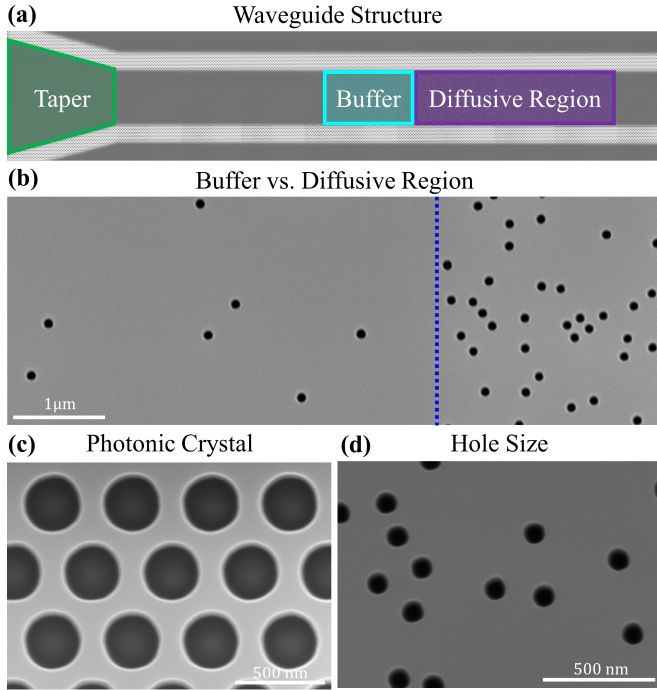 (a)
Waveguide Structure
Taper
Buffer
Diffusive Region
(b)
Buffer vs. Diffusive Region
1μm
(c)
Photonic Crystal
(d)
Hole Size
500 nm
500 nm